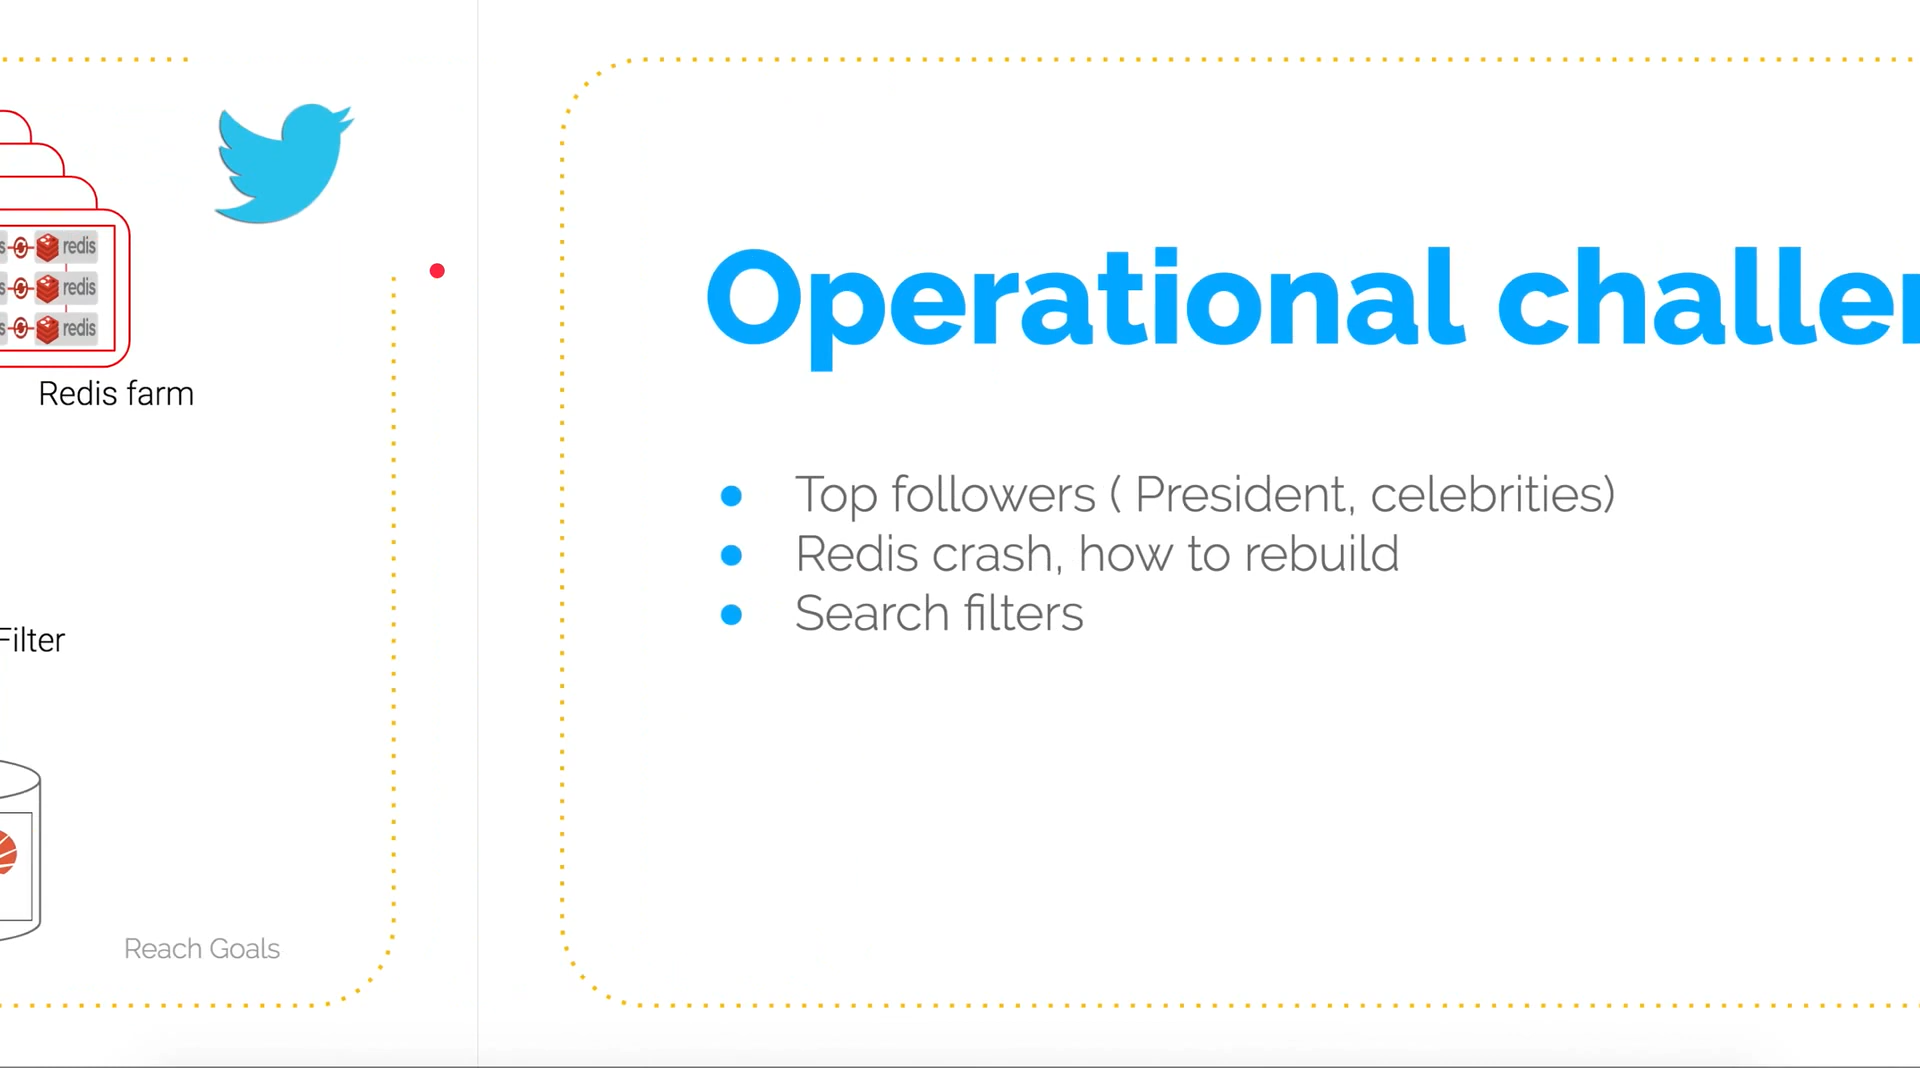 redis
redis
redis
Redis farm
Filter
Reach Goals
Operational
Top followers ( President, celebrities)
Redis crash, how to rebuild
Search filters